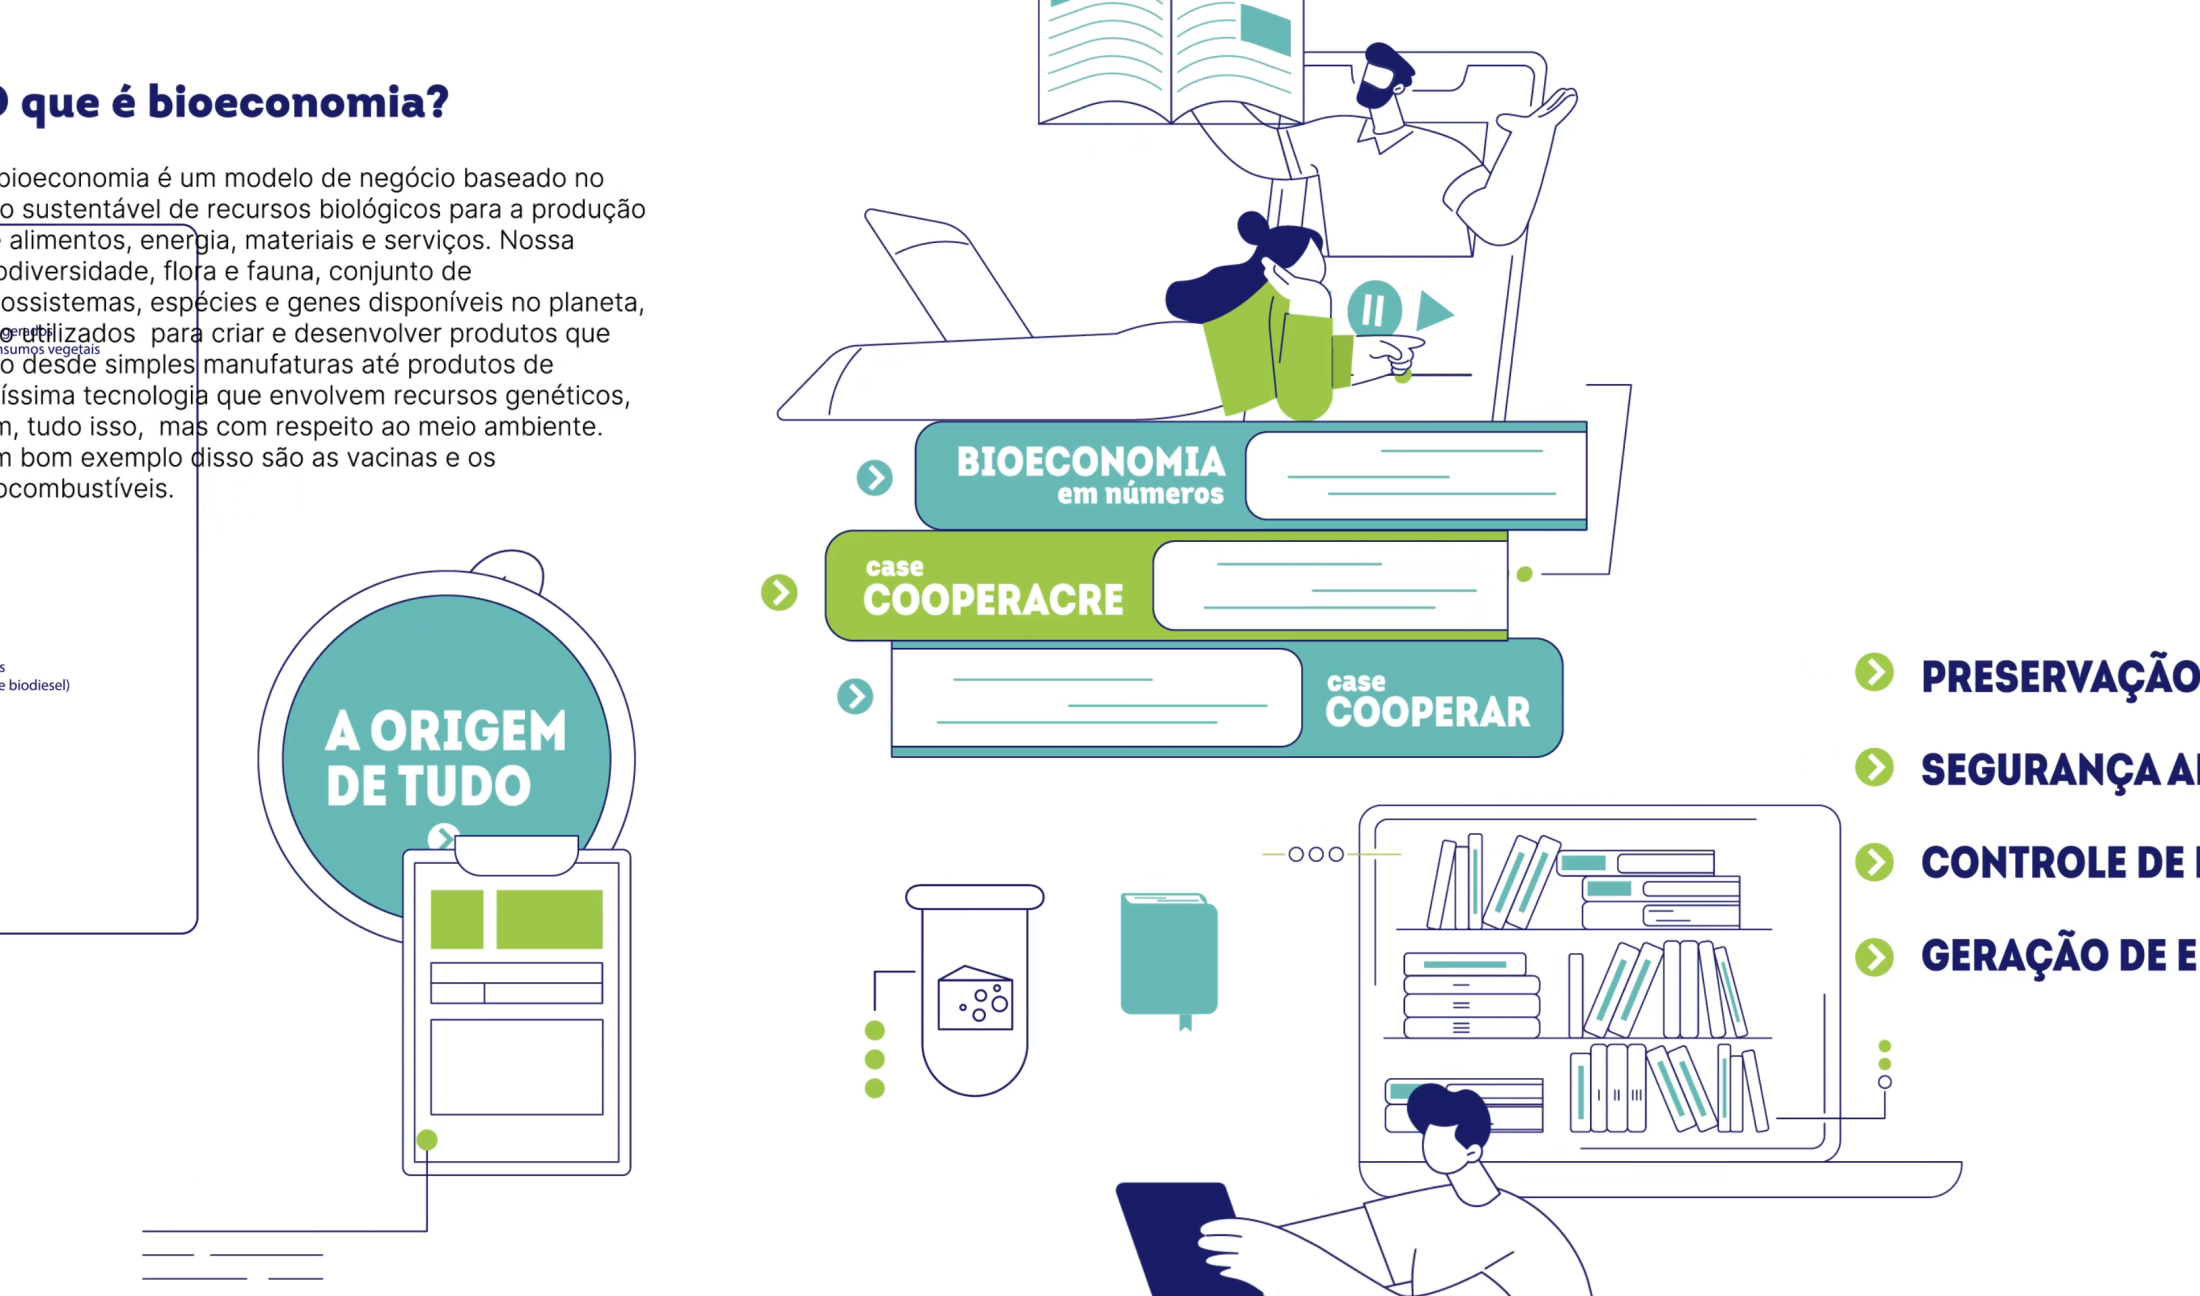 que é bioeconomia?
bioeconomia é um modelo de negócio baseado no
o sustentável de recursos biológicos para a produção
alimentos, energia, materiais e serviços. Nossa
odiversidade, flora e fauna, conjunto de
ossistemas, espécies e genes disponíveis no planeta,
o utilizados para criar e desenvolver produtos que
o desde simples manufaturas até produtos de
íssima tecnologia que envolvem recursos genéticos,
m, tudo isso, mas com respeito ao meio ambiente.
m bom exemplo disso são as vacinas e os
ocombustíveis.
gerados
nsumos vegetais
s
e biodiesel)
A ORIGEM
DE TUDO
BIOECONOMIA
em números
case
COOPERACRE
case
COOPERAR
PRESERVAÇÃO
SEGURANÇA
CONTROLE DE
GERAÇÃO DE E